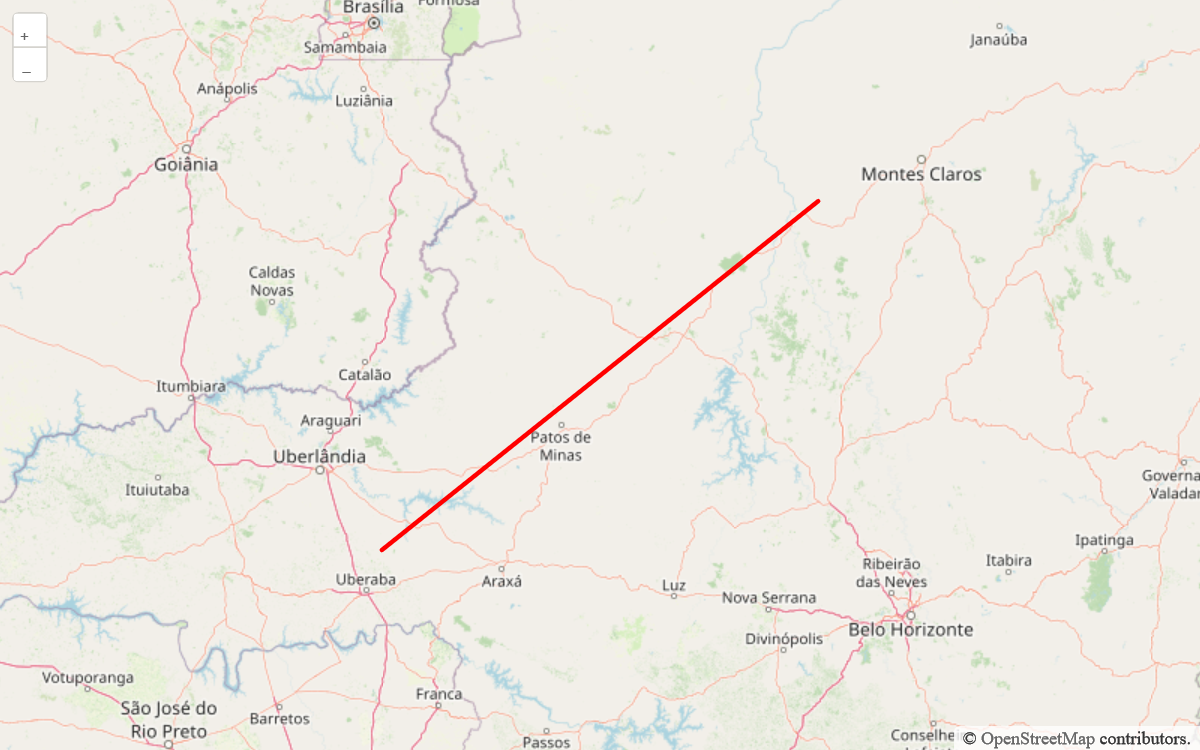 Brasília
Formosa
+
Samambaia
Janaúba
–
Anápolis
Luziânia
Goiânia
Montes Claros
Caldas
Novas
Catalão
Itumbiara
Araguari
Patos de
Minas
Uberlândia
Ituiutaba
Governa
Valadar
Ipatinga
Itabira
Ribeirão
das Neves
Uberaba
Araxá
Luz
Nova Serrana
Belo Horizonte
Divinópolis
Votuporanga
Franca
São José do
Rio Preto
Barretos
Passos
Conselhe
© OpenStreetMap contributors.